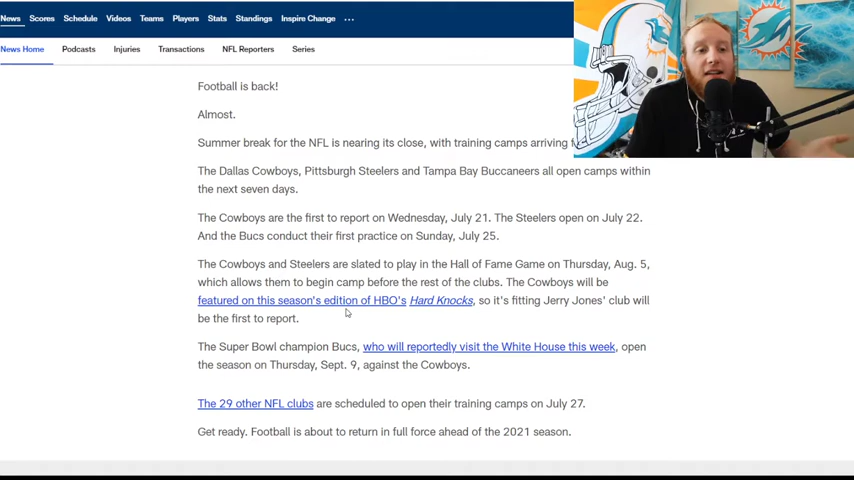 News Scores Schedule Videos Teams Players Stats Standings Inspire Change ...
News Home Podcasts Injuries Transactions NFL Reporters Series
Football is back!
Almost.
Summer break for the NFL is nearing its close, with training camps arriving
The Dallas Cowboys, Pittsburgh Steelers and Tampa Bay Buccaneers all open camps within
the next seven days.
The Cowboys are the first to report on Wednesday, July 21. The Steelers open on July 22.
And the Bucs conduct their first practice on Sunday, July 25.
The Cowboys and Steelers are slated to play in the Hall of Fame Game on Thursday, Aug. 5,
which allows them to begin camp before the rest of the clubs. The Cowboys will be
featured on this season's edition of HBO's Hard Knocks, so it's fitting Jerry Jones' club will
be the first to report.
The Super Bowl champion Bucs, who will reportedly visit the White House this week, open
the season on Thursday, Sept. 9, against the Cowboys.
The 29 other NFL clubs are scheduled to open their training camps on July 27.
Get ready. Football is about to return in full force ahead of the 2021 season.